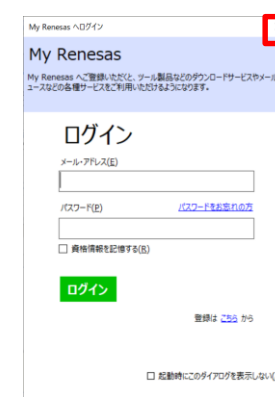 My Renesas へログイン
My Renesas
My Renesas へご登録いただくと、ツール製品などのダウンロードサービスやメール
ュースなどの各種サービスをご利用いただけるようになります。
ログイン
メール・アドレス(E)
パスワード(P) パスワードをお忘れの方
資格情報を記憶する(R)
ログイン
登録は こちら から
起動時にこのダイアログを表示しない(